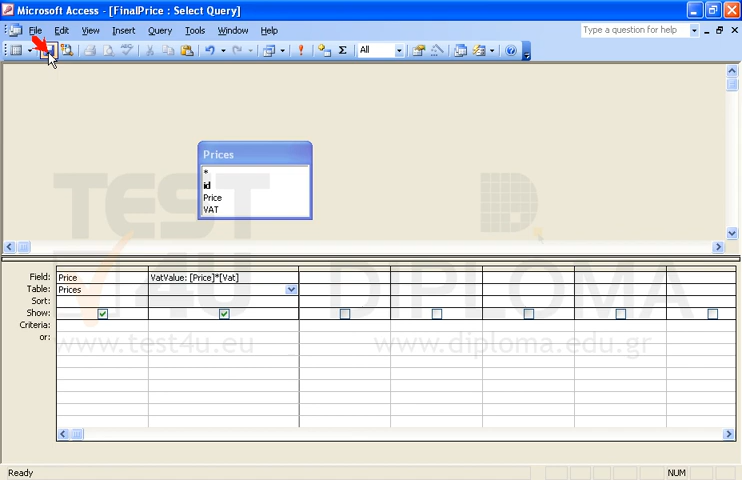 Microsoft Access - [FinalPrice : Select Query]
File Edit View Insert Query Tools Window Help Type a question for help
All
Prices
*
id
Price
VAT
TEST
4U
DIPLOMA
www.test4u.eu www.diploma.edu.gr
Field: Price VatValue: [Price]*[Vat]
Table: Prices
Sort:
Show:
Criteria:
or:
Ready NUM